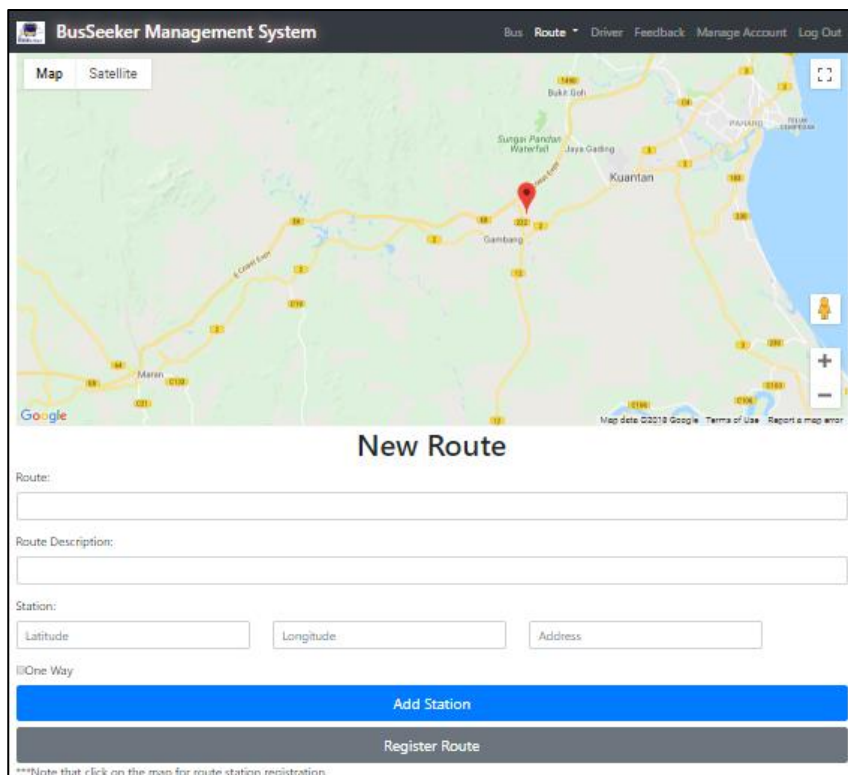 BusSeeker Management System
Bus Route Driver Feedback Manage Account Log Out
Map Satellite
Bukit Goh
Sungai Pandan
Waterfall
Jaya Gading
Kuantan
PAHANG
Gambang
E Coast Expy
Maran
Google
Map data ©2018 Google Terms of Use Report a map error
New Route
Route:
Route Description:
Station:
Latitude Longitude Address
One Way
Add Station
Register Route
***Note that click on the map for route station registration